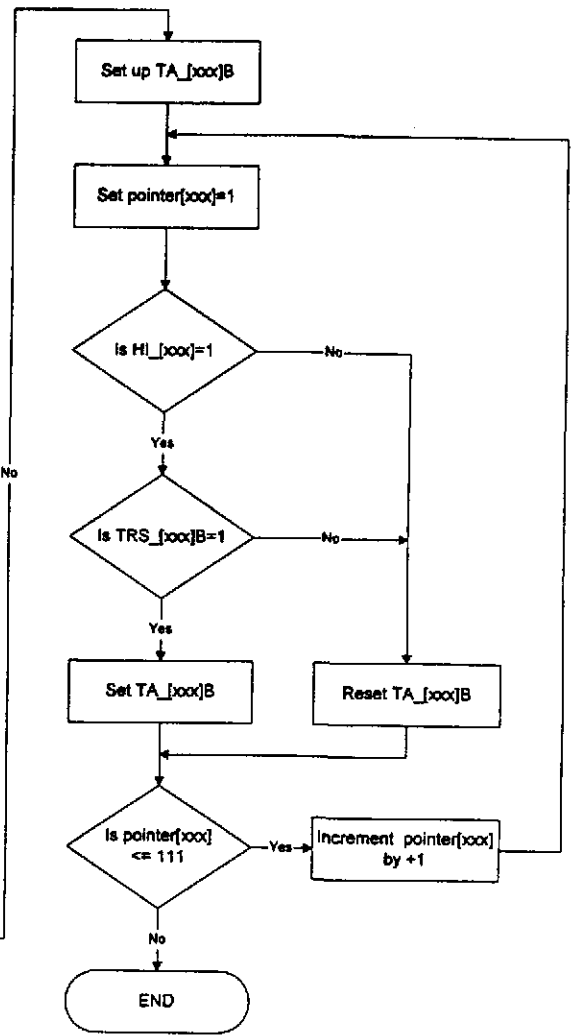 Set up TA_[xxx]B
Set pointer[xxx]=1
Is HI_[xxx]=1
No
Yes
No
Is TRS_[xxx]B=1
No
Yes
Set TA_[xxx]B
Reset TA_[xxx]B
Is pointer[xxx]
<= 111
Yes
Increment pointer[xxx]
by +1
No
END